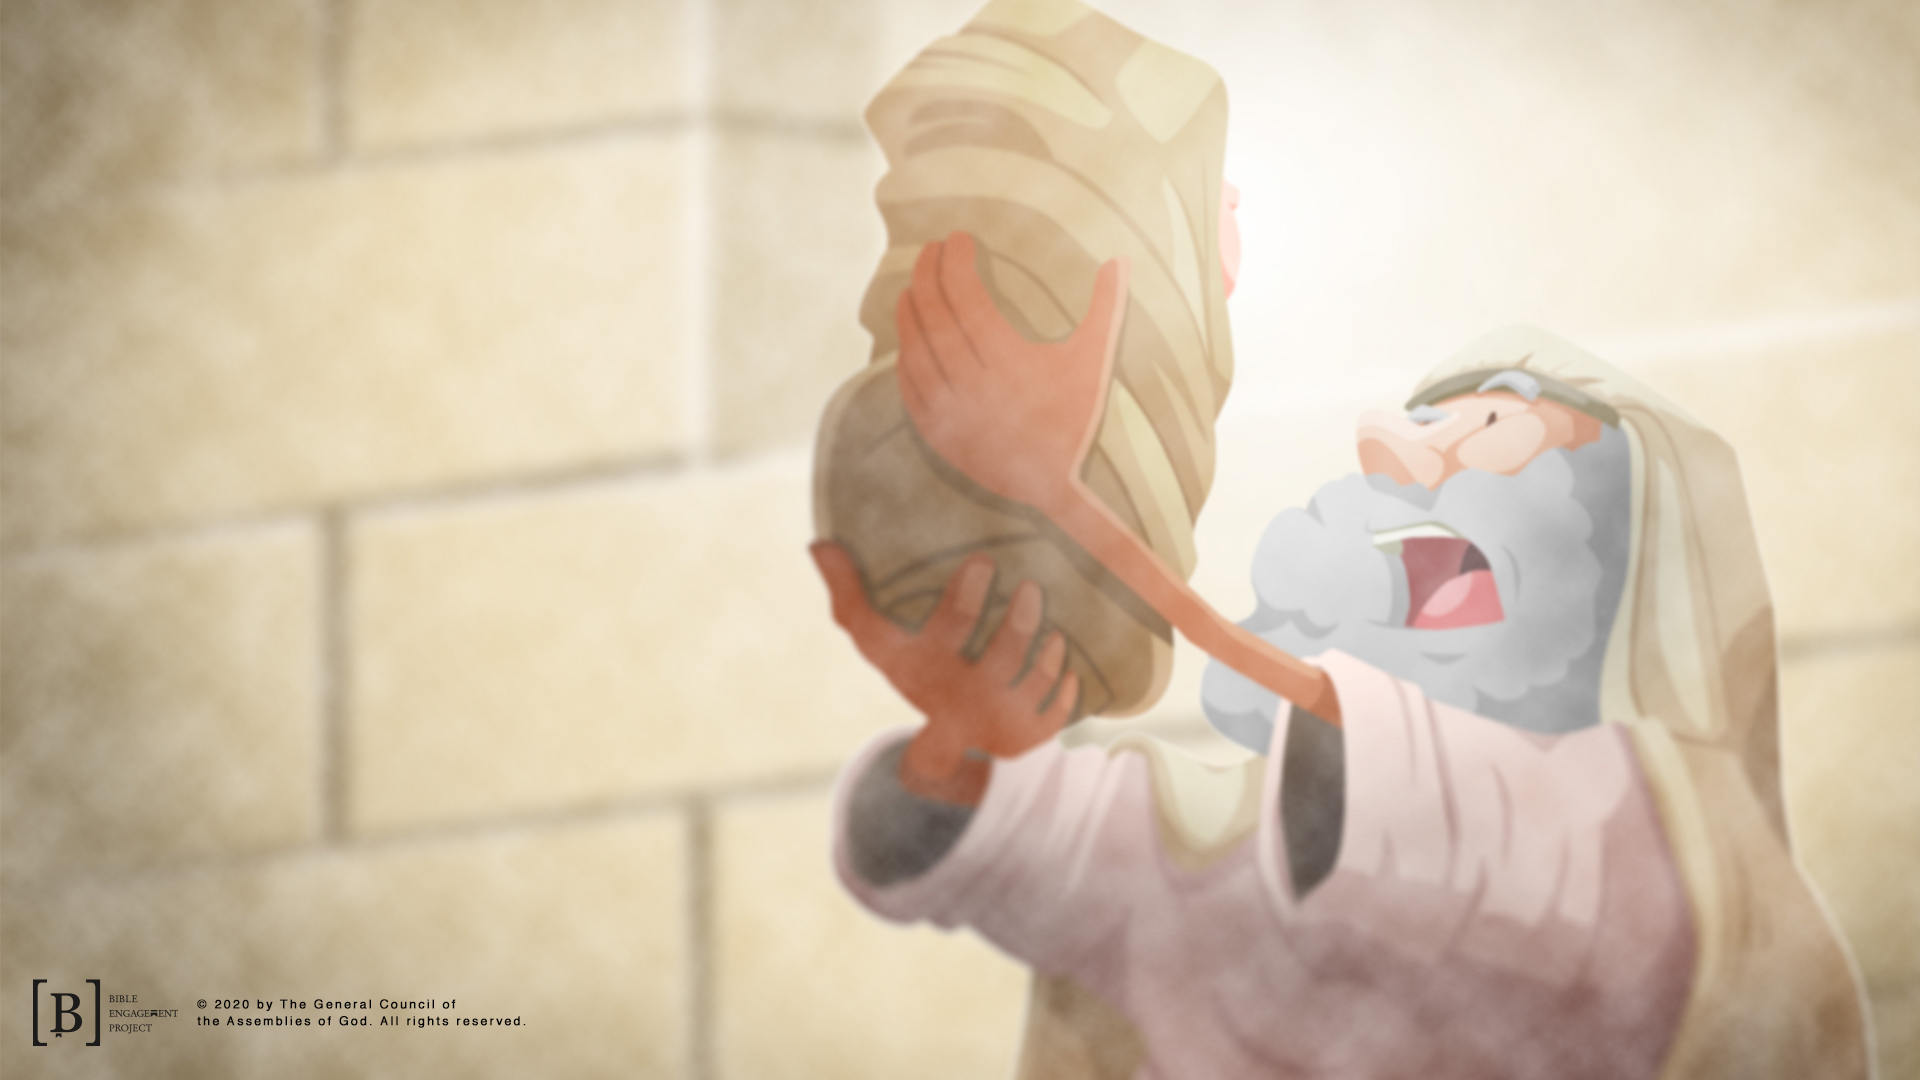 B
BIBLE
ENGAGEMENT
PROJECT
© 2020 by The General Council of
the Assemblies of God. All rights reserved.